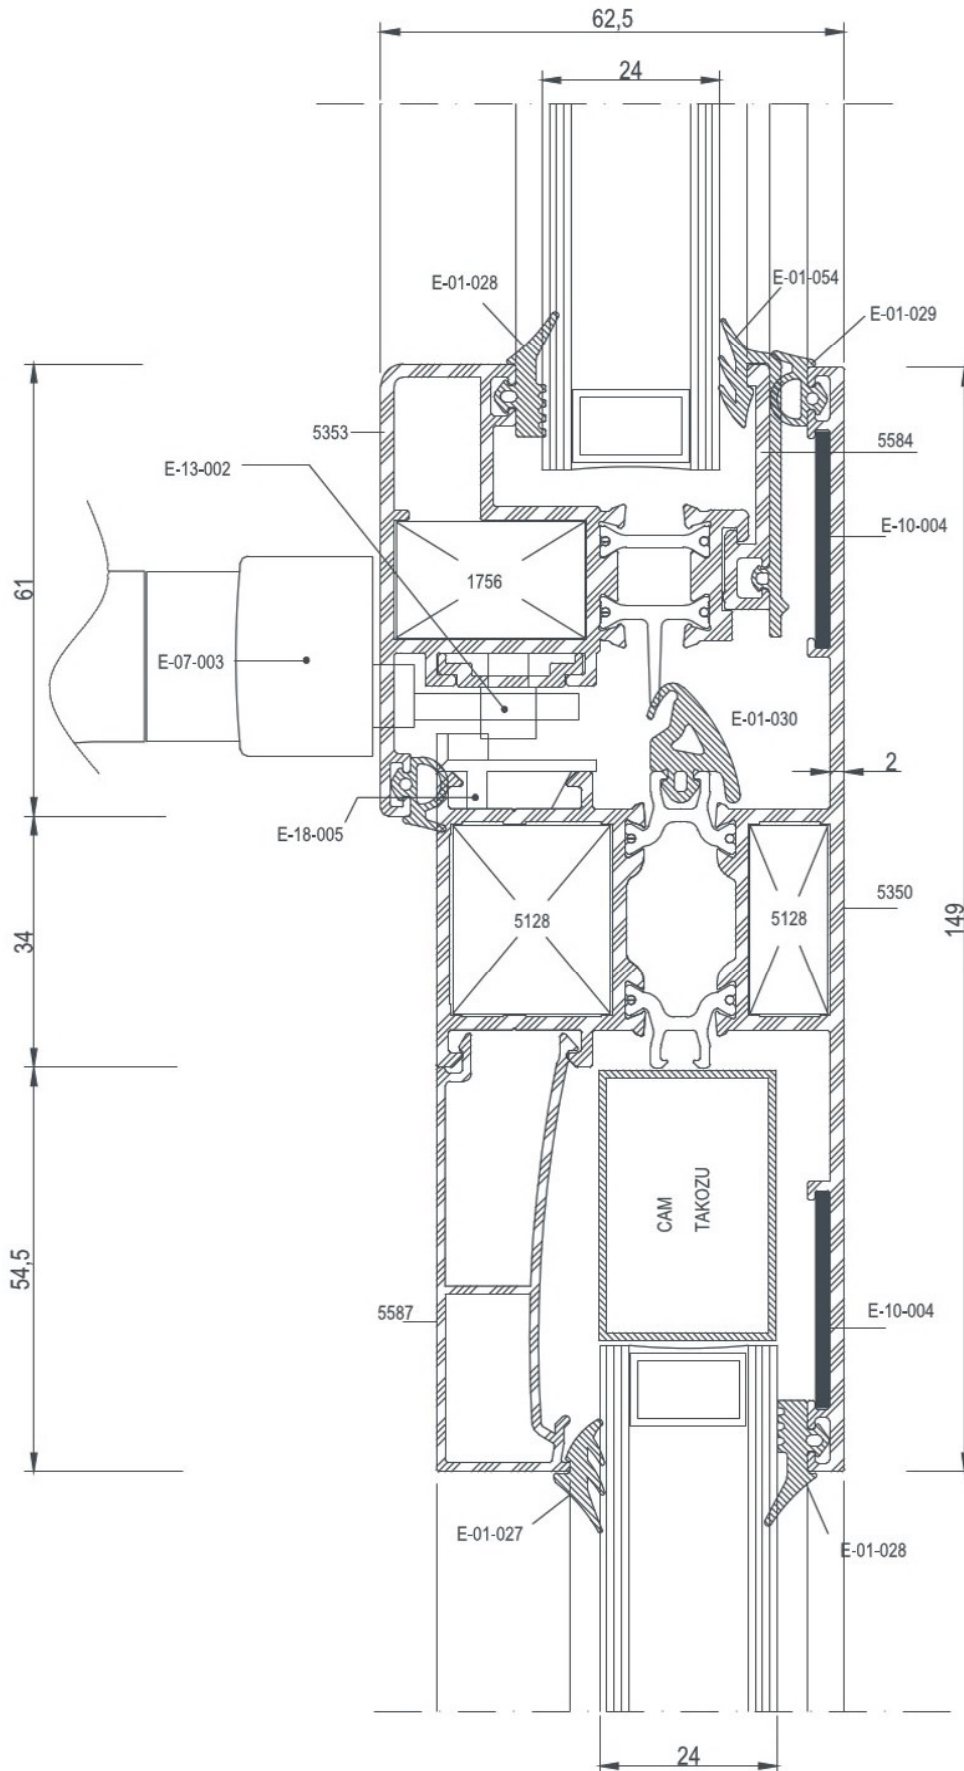 62,5
24
E-01-028
E-01-054
E-01-029
5353
5584
E-13-002
E-10-004
61
1756
E-07-003
E-01-030
2
E-18-005
34
5128
5128
5350
149
54,5
CAM
TAKOZU
5587
E-10-004
E-01-027
E-01-028
24